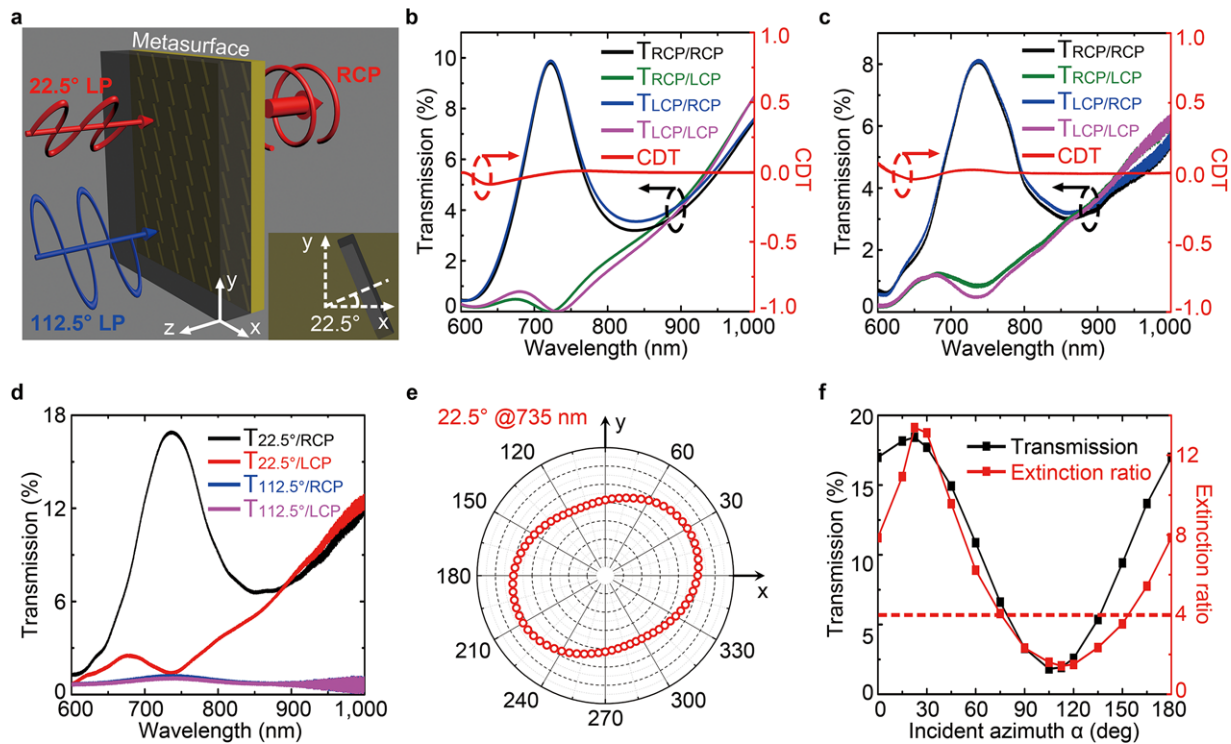 a
Metasurface
22.5° LP
RCP
112.5° LP
y
z
x
y
x
22.5°
b
Transmission (%)
10
8
6
4
2
0
TRCP/RCP
TRCP/LCP
TLCP/RCP
TLCP/LCP
CDT
1.0
0.5
0.0
-0.5
-1.0
CDT
600 700 800 900 1,000
Wavelength (nm)
c
Transmission (%)
8
6
4
2
0
TRCP/RCP
TRCP/LCP
TLCP/RCP
TLCP/LCP
CDT
1.0
0.5
0.0
-0.5
-1.0
CDT
600 700 800 900 1,000
Wavelength (nm)
d
Transmission (%)
18
12
6
0
T22.5°/RCP
T22.5°/LCP
T112.5°/RCP
T112.5°/LCP
600 700 800 900 1,000
Wavelength (nm)
e
22.5° @735 nm
y
120 60
150 30
180
x
210 330
240 300
270
f
Transmission (%)
20
15
10
5
0
Transmission
Extinction ratio
12
8
4
0
Extinction ratio
0 30 60 90 120 150 180
Incident azimuth α (deg)